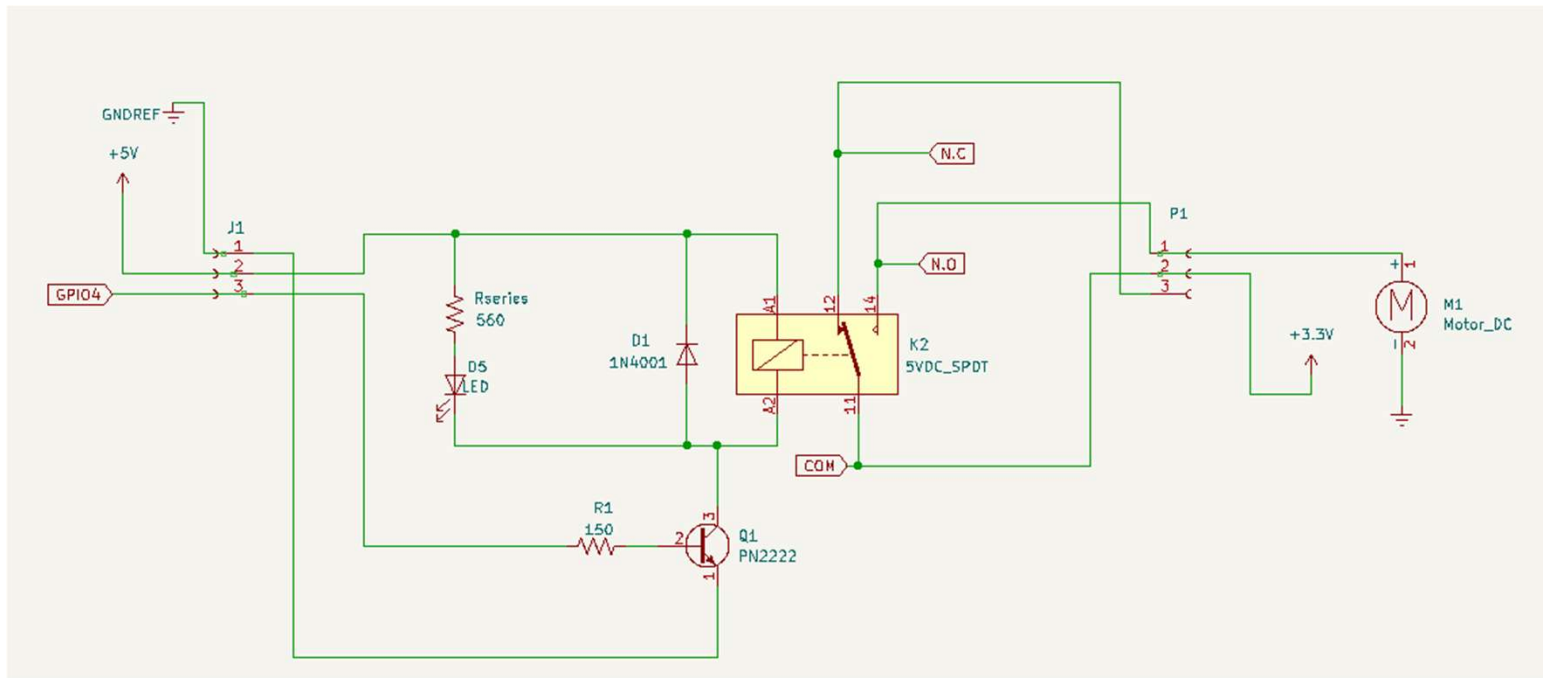 GNDREF
+5V
J1
1
2
3
GPIO4
Rseries
560
D5
LED
D1
1N4001
A1
A2
12
14
11
K2
5VDC_SPDT
N.C
N.O
COM
P1
1
2
3
+
1
M
-
2
M1
Motor_DC
+3.3V
R1
150
3
2
1
Q1
PN2222